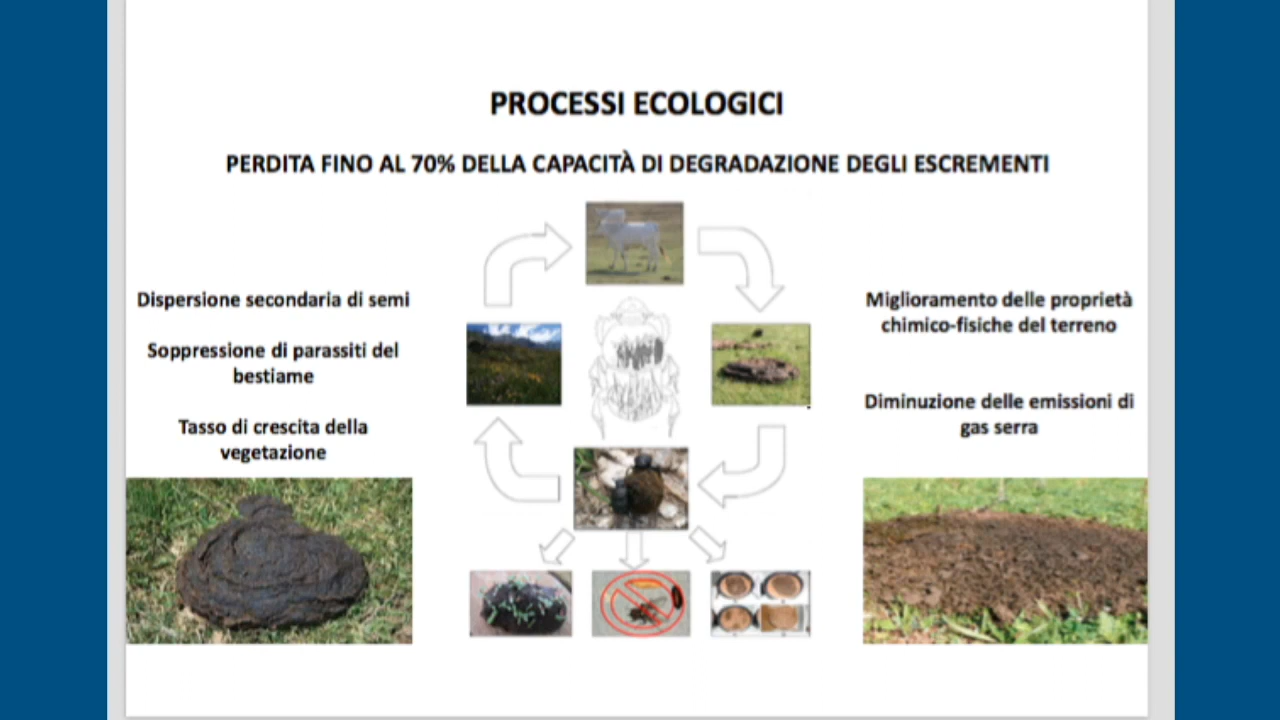 PROCESSI ECOLOGICI
PERDITA FINO AL 70% DELLA CAPACITÀ DI DEGRADAZIONE DEGLI ESCREMENTI
Dispersione secondaria di semi
Soppressione di parassiti del
bestiame
Tasso di crescita della
vegetazione
Miglioramento delle proprietà
chimico-fisiche del terreno
Diminuzione delle emissioni di
gas serra